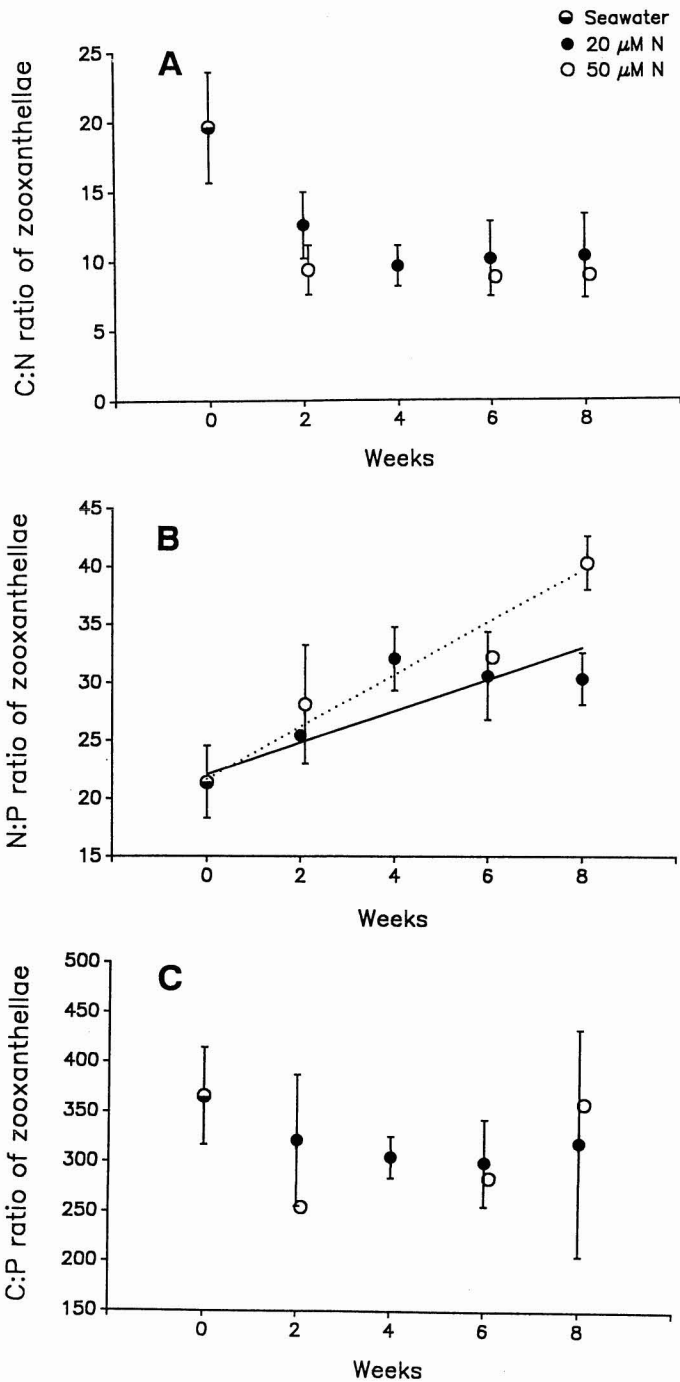 Seawater
20 μM N
50 μM N
A
C:N ratio of zooxanthellae
25
20
15
10
5
0
0 2 4 6 8
Weeks
B
N:P ratio of zooxanthellae
45
40
35
30
25
20
15
0 2 4 6 8
Weeks
C
C:P ratio of zooxanthellae
500
450
400
350
300
250
200
150
0 2 4 6 8
Weeks